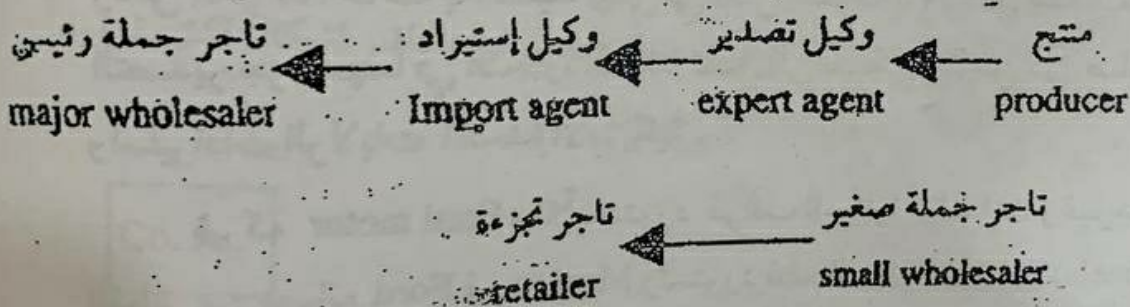 منتج وكيل تصدير وكيل إستيراد تاجر جملة رئيسي
major wholesaler Import agent expert agent producer
تاجر جملة صغير تاجر تجزءة
retailer small wholesaler